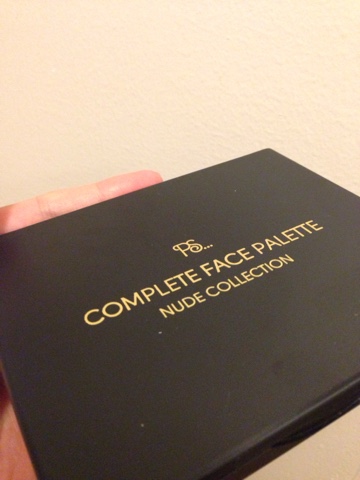 PS...
COMPLETE FACE PALETTE
NUDE COLLECTION